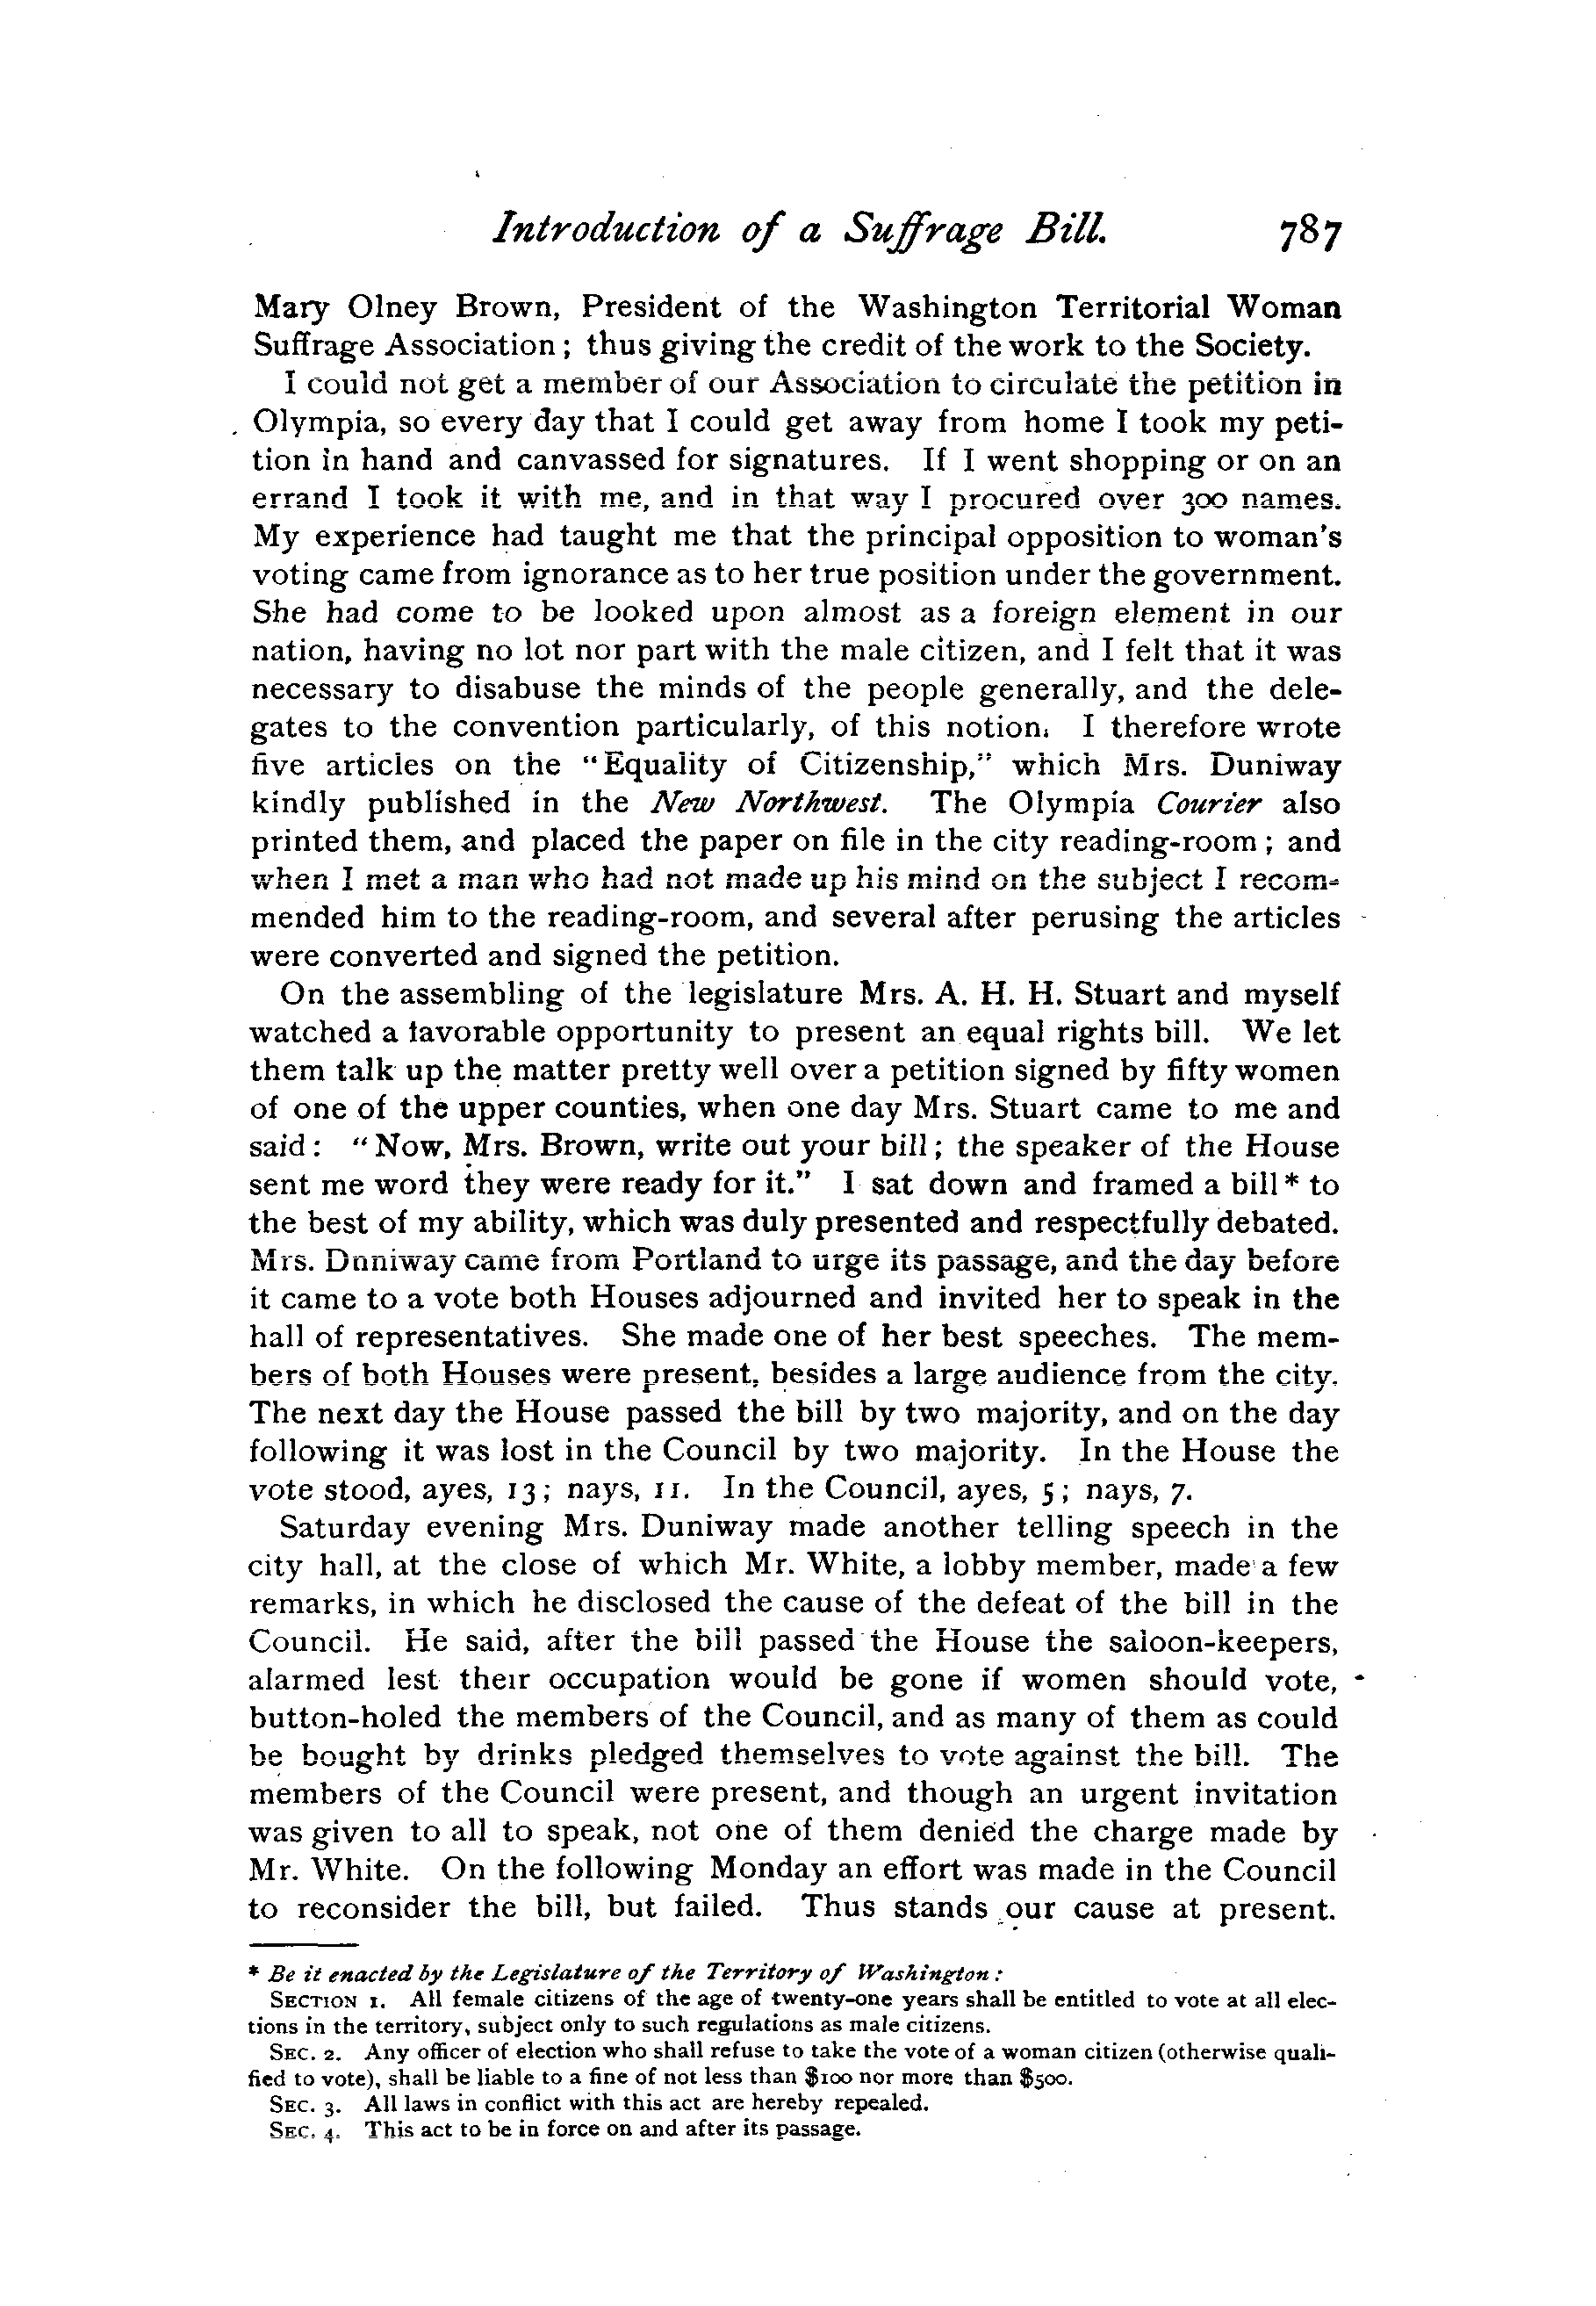 Introduction of a Suffrage Bill. 787
Mary Olney Brown, President of the Washington Territorial Woman
Suffrage Association; thus giving the credit of the work to the Society.
I could not get a member of our Association to circulate the petition in
Olympia, so every day that I could get away from home I took my peti-
tion in hand and canvassed for signatures. If I went shopping or on an
errand I took it with me, and in that way I procured over 300 names.
My experience had taught me that the principal opposition to woman's
voting came from ignorance as to her true position under the government.
She had come to be looked upon almost as a foreign element in our
nation, having no lot nor part with the male citizen, and I felt that it was
necessary to disabuse the minds of the people generally, and the dele-
gates to the convention particularly, of this notion. I therefore wrote
five articles on the "Equality of Citizenship," which Mrs. Duniway
kindly published in the New Northwest. The Olympia Courier also
printed them, and placed the paper on file in the city reading-room; and
when I met a man who had not made up his mind on the subject I recom-
mended him to the reading-room, and several after perusing the articles
were converted and signed the petition.
On the assembling of the legislature Mrs. A. H. H. Stuart and myself
watched a favorable opportunity to present an equal rights bill. We let
them talk up the matter pretty well over a petition signed by fifty women
of one of the upper counties, when one day Mrs. Stuart came to me and
said: "Now, Mrs. Brown, write out your bill; the speaker of the House
sent me word they were ready for it." I sat down and framed a bill* to
the best of my ability, which was duly presented and respectfully debated.
Mrs. Dnniway came from Portland to urge its passage, and the day before
it came to a vote both Houses adjourned and invited her to speak in the
hall of representatives. She made one of her best speeches. The mem-
bers of both Houses were present, besides a large audience from the city.
The next day the House passed the bill by two majority, and on the day
following it was lost in the Council by two majority. In the House the
vote stood, ayes, 13; nays, 11. In the Council, ayes, 5; nays, 7.
Saturday evening Mrs. Duniway made another telling speech in the
city hall, at the close of which Mr. White, a lobby member, made a few
remarks, in which he disclosed the cause of the defeat of the bill in the
Council. He said, after the bill passed the House the saloon-keepers,
alarmed lest their occupation would be gone if women should vote,
button-holed the members of the Council, and as many of them as could
be bought by drinks pledged themselves to vote against the bill. The
members of the Council were present, and though an urgent invitation
was given to all to speak, not one of them denied the charge made by
Mr. White. On the following Monday an effort was made in the Council
to reconsider the bill, but failed. Thus stands our cause at present.
* Be it enacted by the Legislature of the Territory of Washington:
SECTION 1. All female citizens of the age of twenty-one years shall be entitled to vote at all elec-
tions in the territory, subject only to such regulations as male citizens.
SEC. 2. Any officer of election who shall refuse to take the vote of a woman citizen (otherwise quali-
fied to vote), shall be liable to a fine of not less than $100 nor more than $500.
SEC. 3. All laws in conflict with this act are hereby repealed.
SEC. 4. This act to be in force on and after its passage.